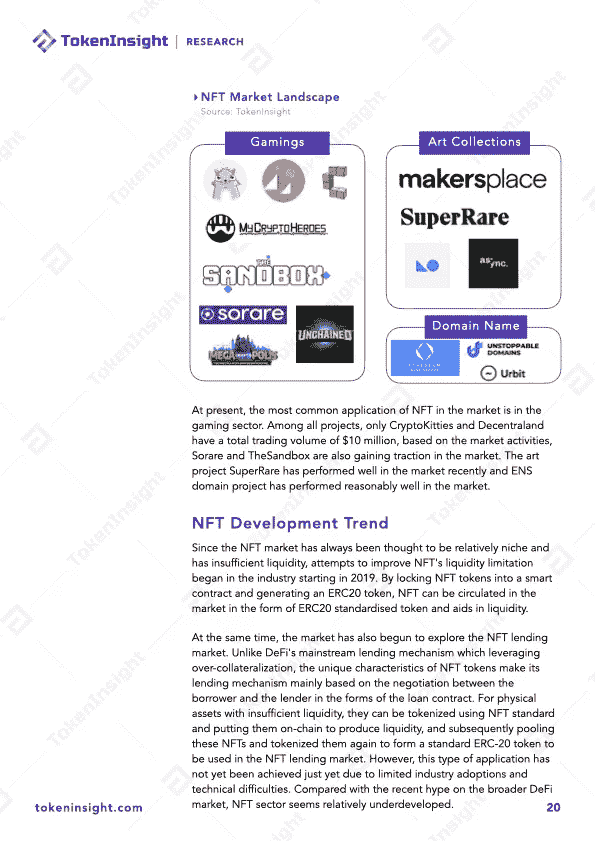 TokenInsight | RESEARCH
NFT Market Landscape
Source: TokenInsight
Gamings
MYCRYPTOHEROES
THE
SANDBOX
sorare
UNCHAINED
MEGACRYPTOPOLIS
Art Collections
makersplace
SuperRare
as
ync.
Domain Name
UNSTOPPABLE
DOMAINS
Urbit
At present, the most common application of NFT in the market is in the
gaming sector. Among all projects, only CryptoKitties and Decentraland
have a total trading volume of $10 million, based on the market activities,
Sorare and TheSandbox are also gaining traction in the market. The art
project SuperRare has performed well in the market recently and ENS
domain project has performed reasonably well in the market.
NFT Development Trend
Since the NFT market has always been thought to be relatively niche and
has insufficient liquidity, attempts to improve NFT's liquidity limitation
began in the industry starting in 2019. By locking NFT tokens into a smart
contract and generating an ERC20 token, NFT can be circulated in the
market in the form of ERC20 standardised token and aids in liquidity.
At the same time, the market has also begun to explore the NFT lending
market. Unlike DeFi's mainstream lending mechanism which leveraging
over-collateralization, the unique characteristics of NFT tokens make its
lending mechanism mainly based on the negotiation between the
borrower and the lender in the forms of the loan contract. For physical
assets with insufficient liquidity, they can be tokenized using NFT standard
and putting them on-chain to produce liquidity, and subsequently pooling
these NFTs and tokenized them again to form a standard ERC-20 token to
be used in the NFT lending market. However, this type of application has
not yet been achieved just yet due to limited industry adoptions and
technical difficulties. Compared with the recent hype on the broader DeFi
market, NFT sector seems relatively underdeveloped.
tokeninsight.com
20